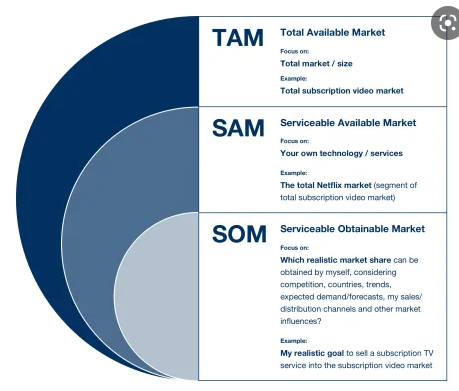 TAM
Total Available Market
Focus on:
Total market / size
Example:
Total subscription video market
SAM
Serviceable Available Market
Focus on:
Your own technology / services
Example:
The total Netflix market (segment of
total subscription video market)
SOM
Serviceable Obtainable Market
Focus on:
Which realistic market share can be
obtained by myself, considering
competition, countries, trends,
expected demand/forecasts, my sales/
distribution channels and other market
influences?
Example:
My realistic goal to sell a subscription TV
service into the subscription video market